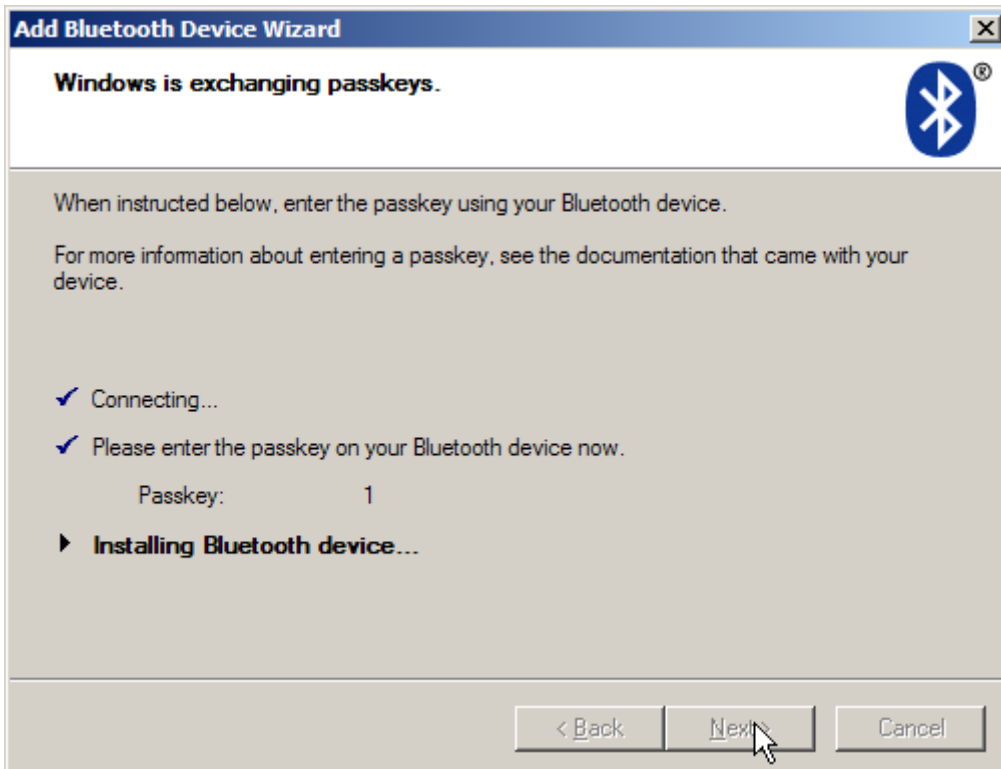 Add Bluetooth Device Wizard
Windows is exchanging passkeys.
®
When instructed below, enter the passkey using your Bluetooth device.
For more information about entering a passkey, see the documentation that came with your
device.
Connecting...
Please enter the passkey on your Bluetooth device now.
Passkey: 1
Installing Bluetooth device...
< Back Next > Cancel